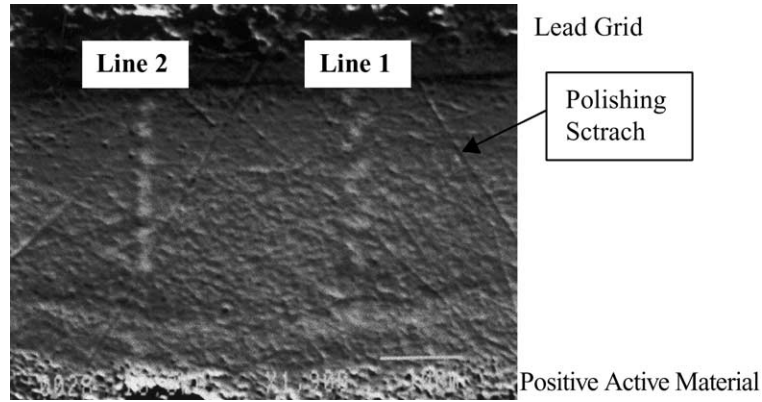 Lead Grid
Line 2
Line 1
Polishing
Sctrach
Positive Active Material